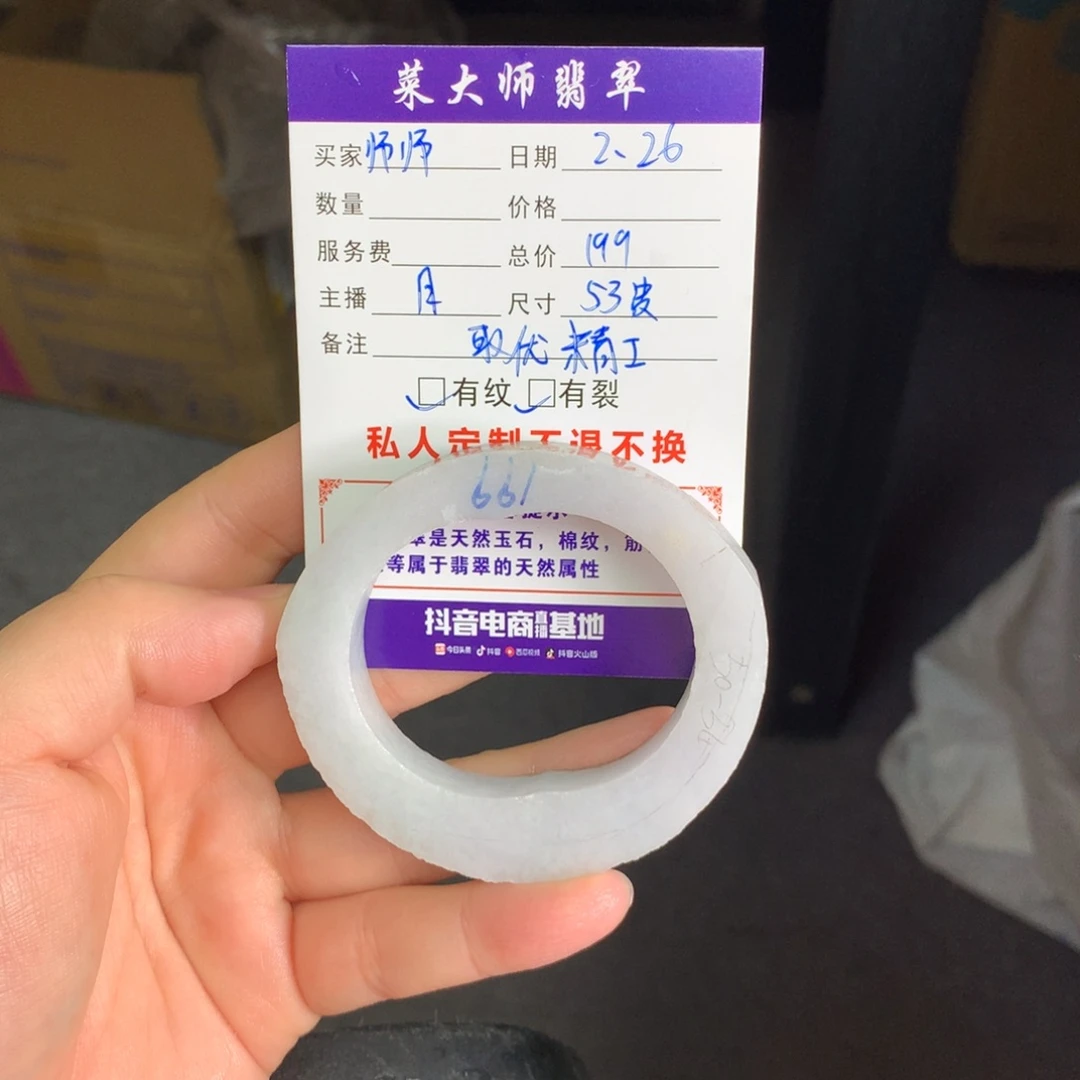 菜大师翡翠
买家 师师 日期 2、26
数量 价格
服务费 总价 199
主播 月 尺寸 53皮
备注 取优 精工
□有纹 □有裂
私人定制不退不换
661
翠是天然玉石，棉纹，筋
等属于翡翠的天然属性
抖音电商直播基地
今日头条 抖音 西瓜视频 抖音火山版